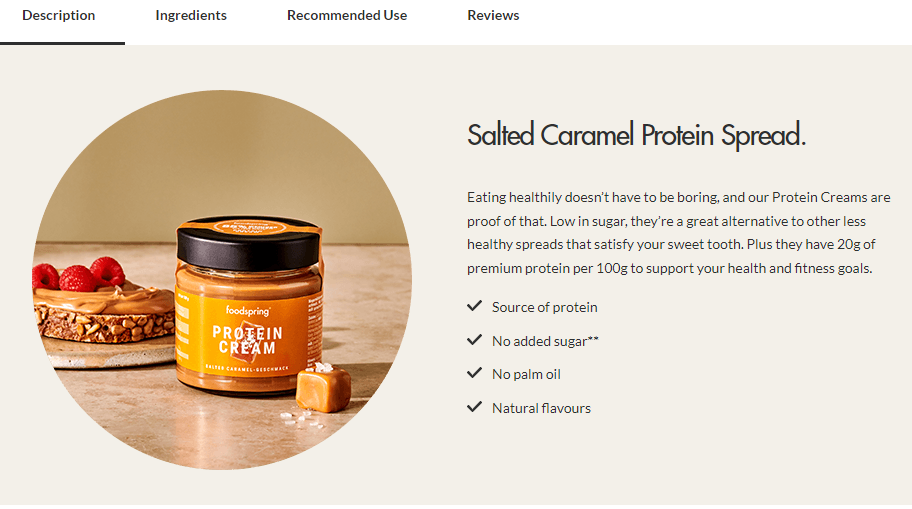 Description Ingredients Recommended Use Reviews
Salted Caramel Protein Spread.
Eating healthily doesn't have to be boring, and our Protein Creams are
proof of that. Low in sugar, they're a great alternative to other less
healthy spreads that satisfy your sweet tooth. Plus they have 20g of
premium protein per 100g to support your health and fitness goals.
Source of protein
No added sugar**
No palm oil
Natural flavours
foodspring
PROTEIN
CREAM
SALTED CARAMEL-GESCHMACK